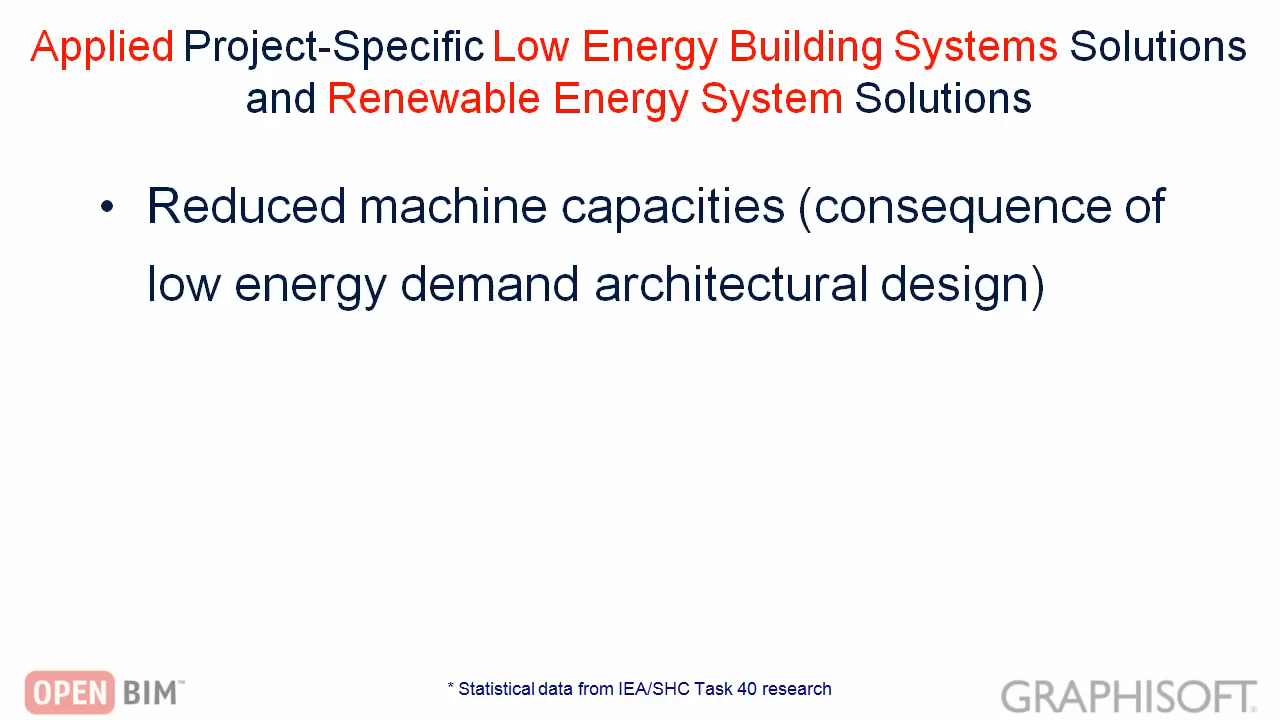 Applied Project-Specific Low Energy Building Systems Solutions
and Renewable Energy System Solutions
• Reduced machine capacities (consequence of
low energy demand architectural design)
OPEN BIM™
* Statistical data from IEA/SHC Task 40 research
GRAPHISOFT®